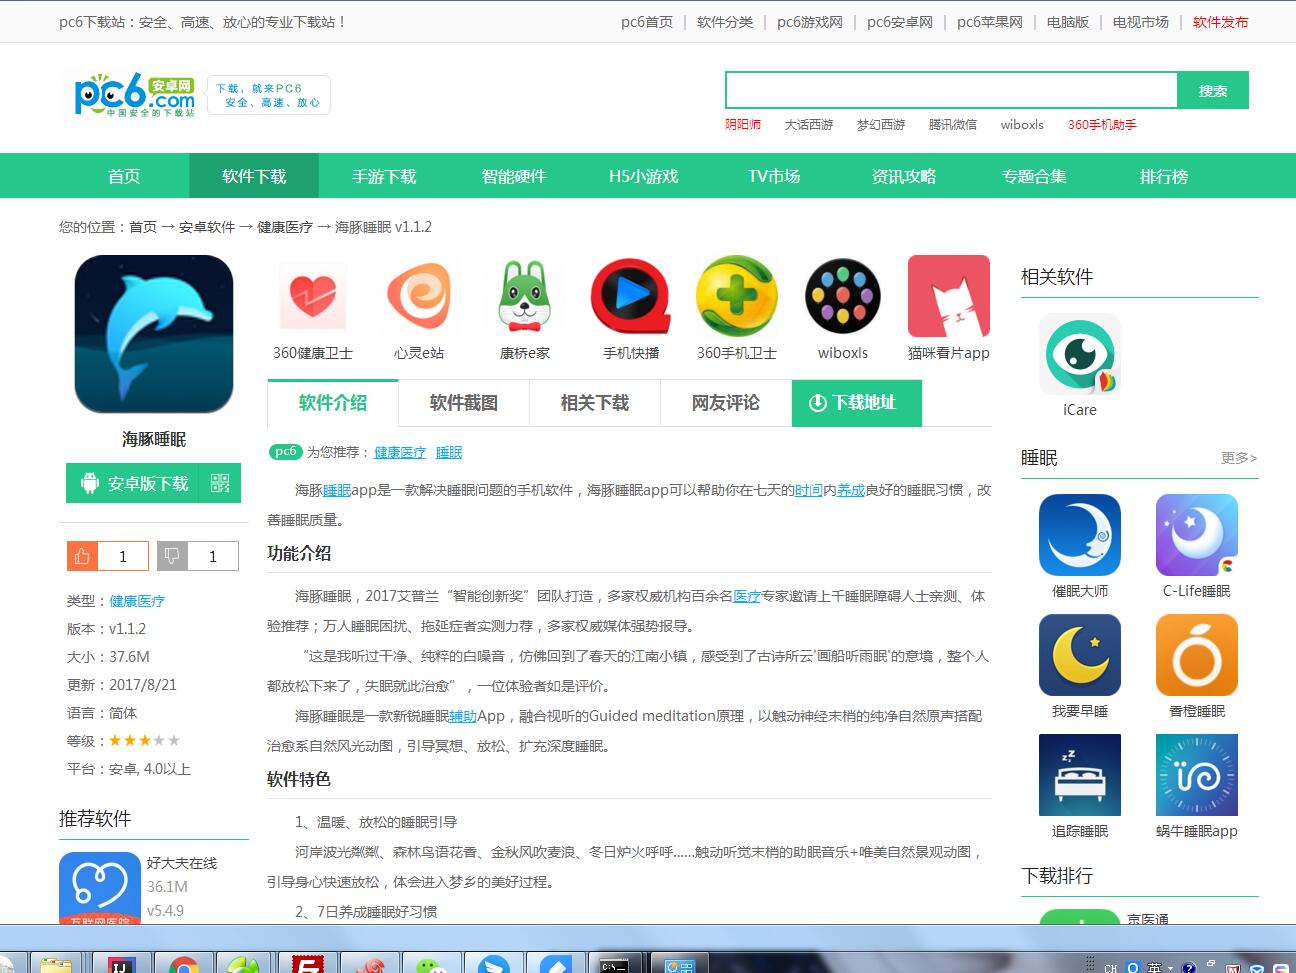 pc6下载站：安全、高速、放心的专业下载站！
pc6首页 | 软件分类 | pc6游戏网 | pc6安卓网 | pc6苹果网 | 电脑版 | 电视市场 | 软件发布
pc6.com 安卓网
中国安全的下载站
下载，就来PC6
安全、高速、放心
搜索
阴阳师 大话西游 梦幻西游 腾讯微信 wiboxls 360手机助手
首页 软件下载 手游下载 智能硬件 H5小游戏 TV市场 资讯攻略 专题合集 排行榜
您的位置：首页 → 安卓软件 → 健康医疗 → 海豚睡眠 v1.1.2
海豚睡眠
安卓版下载
1 1
类型：健康医疗
版本：v1.1.2
大小：37.6M
更新：2017/8/21
语言：简体
等级：★★★★★
平台：安卓, 4.0以上
推荐软件
好大夫在线
36.1M
v5.4.9
互联网医院
360健康卫士 心灵e站 康桥e家 手机快播 360手机卫士 wiboxls 猫咪看片app
软件介绍 软件截图 相关下载 网友评论 下载地址
pc6 为您推荐：健康医疗 睡眠
海豚睡眠app是一款解决睡眠问题的手机软件，海豚睡眠app可以帮助你在七天的时间内养成良好的睡眠习惯，改
善睡眠质量。
功能介绍
海豚睡眠，2017艾普兰“智能创新奖”团队打造，多家权威机构百余名医疗专家邀请上千睡眠障碍人士亲测、体
验推荐；万人睡眠困扰、拖延症者实测力荐，多家权威媒体强势报导。
“这是我听过干净、纯粹的白噪音，仿佛回到了春天的江南小镇，感受到了古诗所云'画船听雨眠'的意境，整个人
都放松下来了，失眠就此治愈”，一位体验者如是评价。
海豚睡眠是一款新锐睡眠辅助App，融合视听的Guided meditation原理，以触动神经末梢的纯净自然原声搭配
治愈系自然风光动图，引导冥想、放松、扩充深度睡眠。
软件特色
1、温暖、放松的睡眠引导
河岸波光粼粼、森林鸟语花香、金秋风吹麦浪、冬日炉火呼呼......触动听觉末梢的助眠音乐+唯美自然景观动图，
引导身心快速放松，体会进入梦乡的美好过程。
2、7日养成睡眠好习惯
相关软件
iCare
睡眠 更多>
催眠大师 C-Life睡眠
我要早睡 香橙睡眠
追踪睡眠 蜗牛睡眠app
下载排行
京医通
CH 英